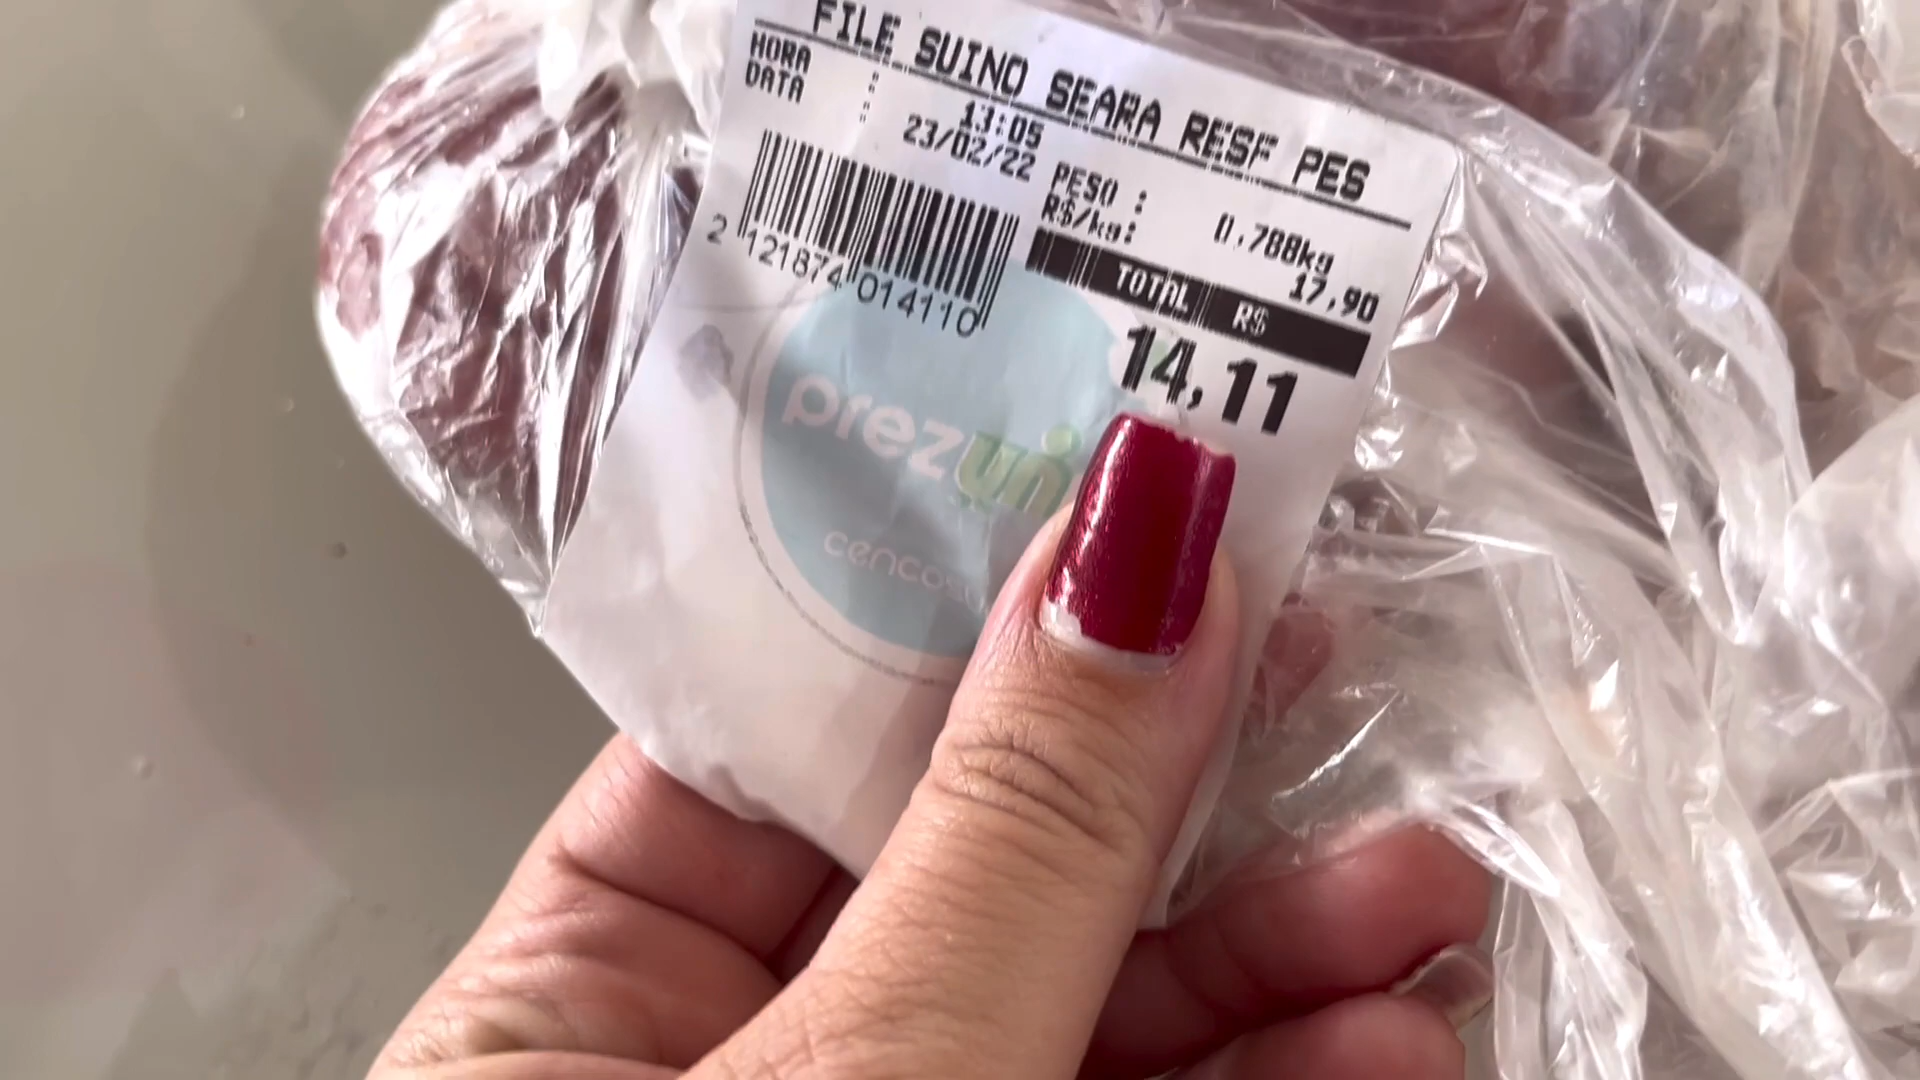 FILE SUINO SEARA RESF PES
HORA : 13:05
DATA : 23/02/22
PESO : 0,788kg
R$/kg: 17,90
TOTAL R$
14,11
2 121874 014110
prezuni